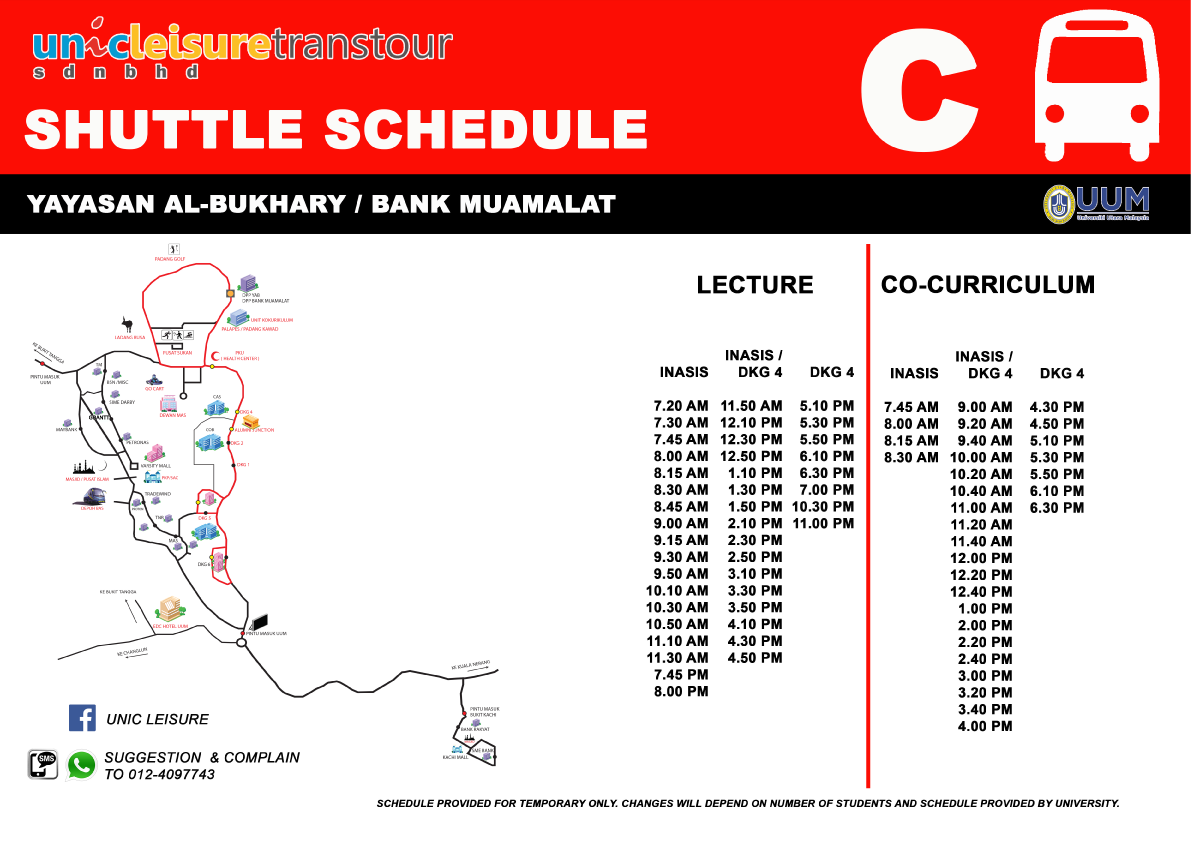 unicleisuretranstour
sdnbhd
SHUTTLE SCHEDULE
C
YAYASAN AL-BUKHARY / BANK MUAMALAT
UUM
Universiti Utara Malaysia
PADANG GOLF
DPP YAB
DPP BANK MUAMALAT
UNIT KOKURIKULUM
PALAPES / PADANG KAWAD
LADANG RUSA
PUSAT SUKAN
PKU
( HEALTH CENTER )
KE BUKIT TANGGA
PINTU MASUK
UUM
TM
BSN /MISC
GO CART
SIME DARBY
GRANTT
DEWAN MAS
CAS
DKG 4
ALUMNI JUNCTION
COB
DKG 2
MAYBANK
PETRONAS
VARSITY MALL
DKG 1
MASJID / PUSAT ISLAM
DEPOH BAS
TRADEWIND
TNB
DKG 3
MAS
DKG 6
KE BUKIT TANGGA
EDC HOTEL UUM
PINTU MASUK UUM
KE CHANGLUN
KE KUALA NERANG
PINTU MASUK
BUKIT KACHI
BANK RAKYAT
SME BANK
KACHI MALL
LECTURE
INASIS /
INASIS DKG 4 DKG 4
7.20 AM 11.50 AM 5.10 PM
7.30 AM 12.10 PM 5.30 PM
7.45 AM 12.30 PM 5.50 PM
8.00 AM 12.50 PM 6.10 PM
8.15 AM 1.10 PM 6.30 PM
8.30 AM 1.30 PM 7.00 PM
8.45 AM 1.50 PM 10.30 PM
9.00 AM 2.10 PM 11.00 PM
9.15 AM 2.30 PM
9.30 AM 2.50 PM
9.50 AM 3.10 PM
10.10 AM 3.30 PM
10.30 AM 3.50 PM
10.50 AM 4.10 PM
11.10 AM 4.30 PM
11.30 AM 4.50 PM
7.45 PM
8.00 PM
CO-CURRICULUM
INASIS /
INASIS DKG 4 DKG 4
7.45 AM 9.00 AM 4.30 PM
8.00 AM 9.20 AM 4.50 PM
8.15 AM 9.40 AM 5.10 PM
8.30 AM 10.00 AM 5.30 PM
10.20 AM 5.50 PM
10.40 AM 6.10 PM
11.00 AM 6.30 PM
11.20 AM
11.40 AM
12.00 PM
12.20 PM
12.40 PM
1.00 PM
2.00 PM
2.20 PM
2.40 PM
3.00 PM
3.20 PM
3.40 PM
4.00 PM
f
UNIC LEISURE
SMS
SUGGESTION & COMPLAIN
TO 012-4097743
SCHEDULE PROVIDED FOR TEMPORARY ONLY. CHANGES WILL DEPEND ON NUMBER OF STUDENTS AND SCHEDULE PROVIDED BY UNIVERSITY.